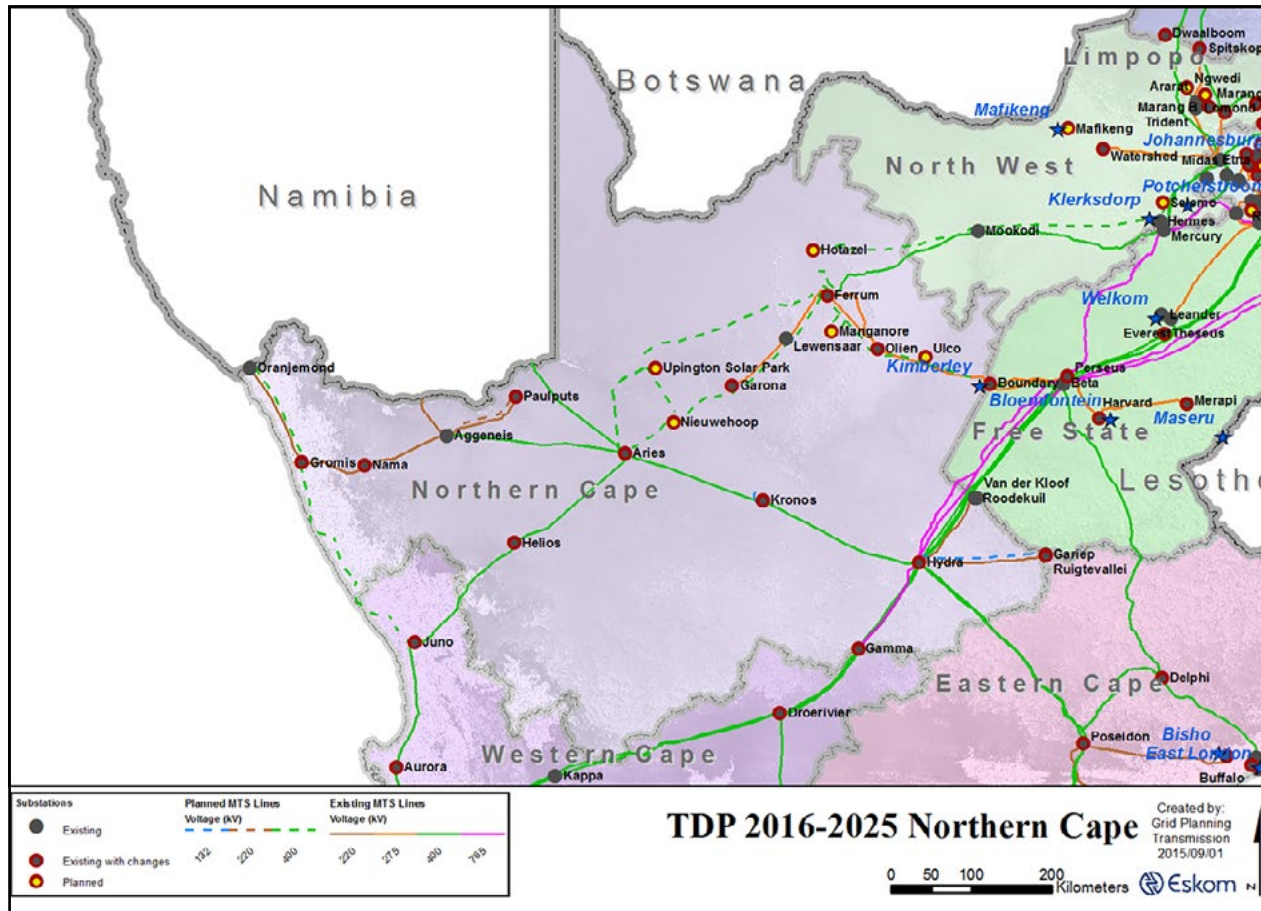 Dwaalboom
Spitskop
Limpopo
Botswana
Ngwedi
Ararat
Marang
Marang B
Lomond
Trident
Mafikeng
Mafikeng
Johannesburg
Watershed
Midas
Etna
North West
Namibia
Potchefstroom
Klerksdorp
Selemo
Hermes
Mercury
Mookodi
Hotazel
Ferrum
Welkom
Leander
Manganore
Everest
Theseus
Lewensaar
Olien
Ulco
Oranjemond
Upington Solar Park
Kimberley
Perseus
Garona
Boundary
Beta
Paulputs
Bloemfontein
Harvard
Merapi
Nieuwehoop
Maseru
Aggeneis
Free State
Aries
Gromis
Nama
Lesotho
Northern Cape
Van der Kloof
Roodekuil
Kronos
Helios
Gariep
Hydra
Ruigtevallei
Juno
Gamma
Delphi
Eastern Cape
Droerivier
Poseidon
Bisho
Western Cape
East London
Aurora
Kappa
Buffalo
Substations
Existing
Existing with changes
Planned
Planned MTS Lines
Voltage (kV)
132
220
400
Existing MTS Lines
Voltage (kV)
220
275
400
765
TDP 2016-2025 Northern Cape
Created by:
Grid Planning
Transmission
2015/09/01
0 50 100 200
Kilometers
Eskom
N